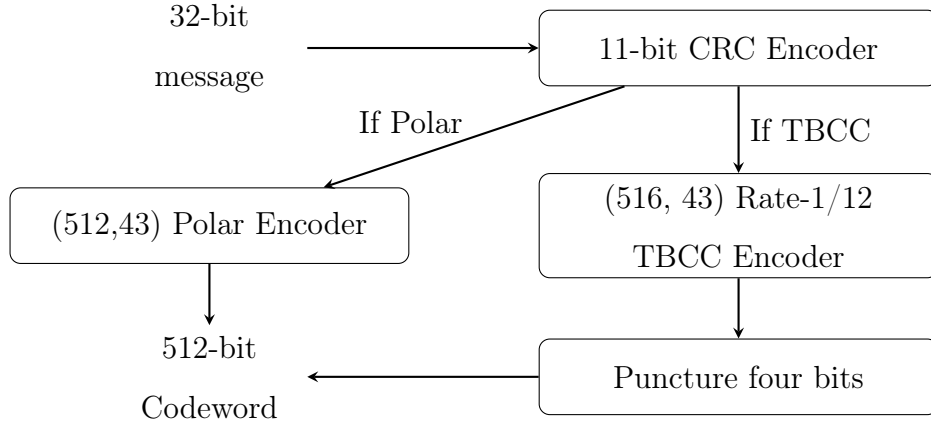 32-bit
message
11-bit CRC Encoder
If Polar
If TBCC
(512,43) Polar Encoder
(516, 43) Rate-1/12
TBCC Encoder
512-bit
Codeword
Puncture four bits